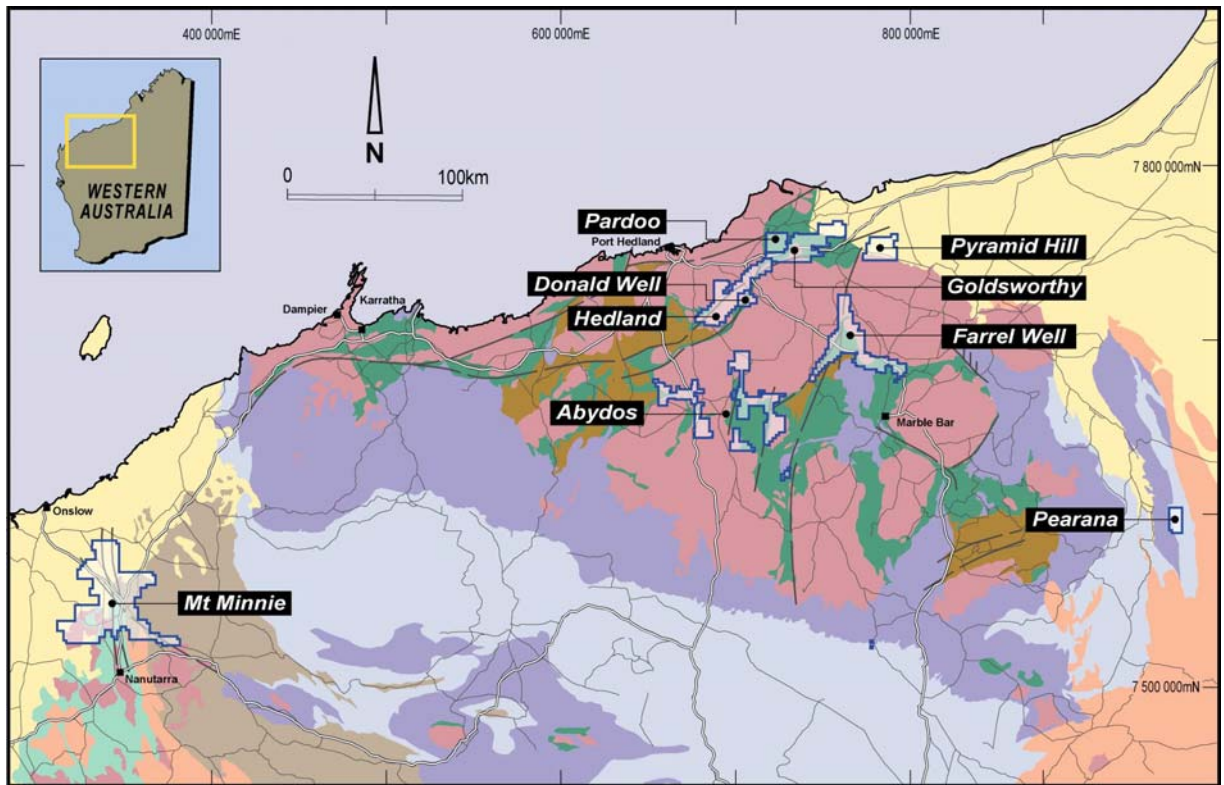 400 000mE
600 000mE
800 000mE
WESTERN
AUSTRALIA
N
0
100km
7 800 000mN
Pardoo
Port Hedland
Pyramid Hill
Donald Well
Goldsworthy
Dampier
Karratha
Hedland
Farrel Well
Abydos
Marble Bar
Onslow
Pearana
Mt Minnie
Nanutarra
7 500 000mN